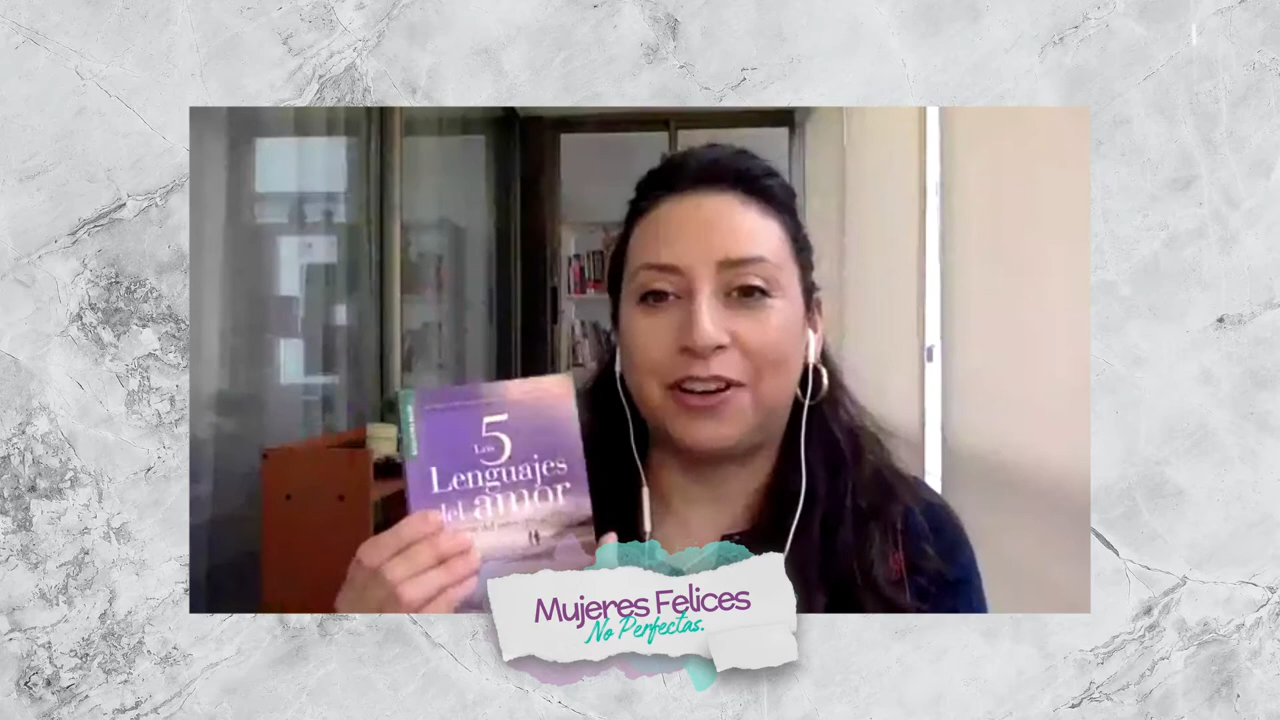 Los 5
Lenguajes
del amor
Mujeres Felices
No Perfectas.